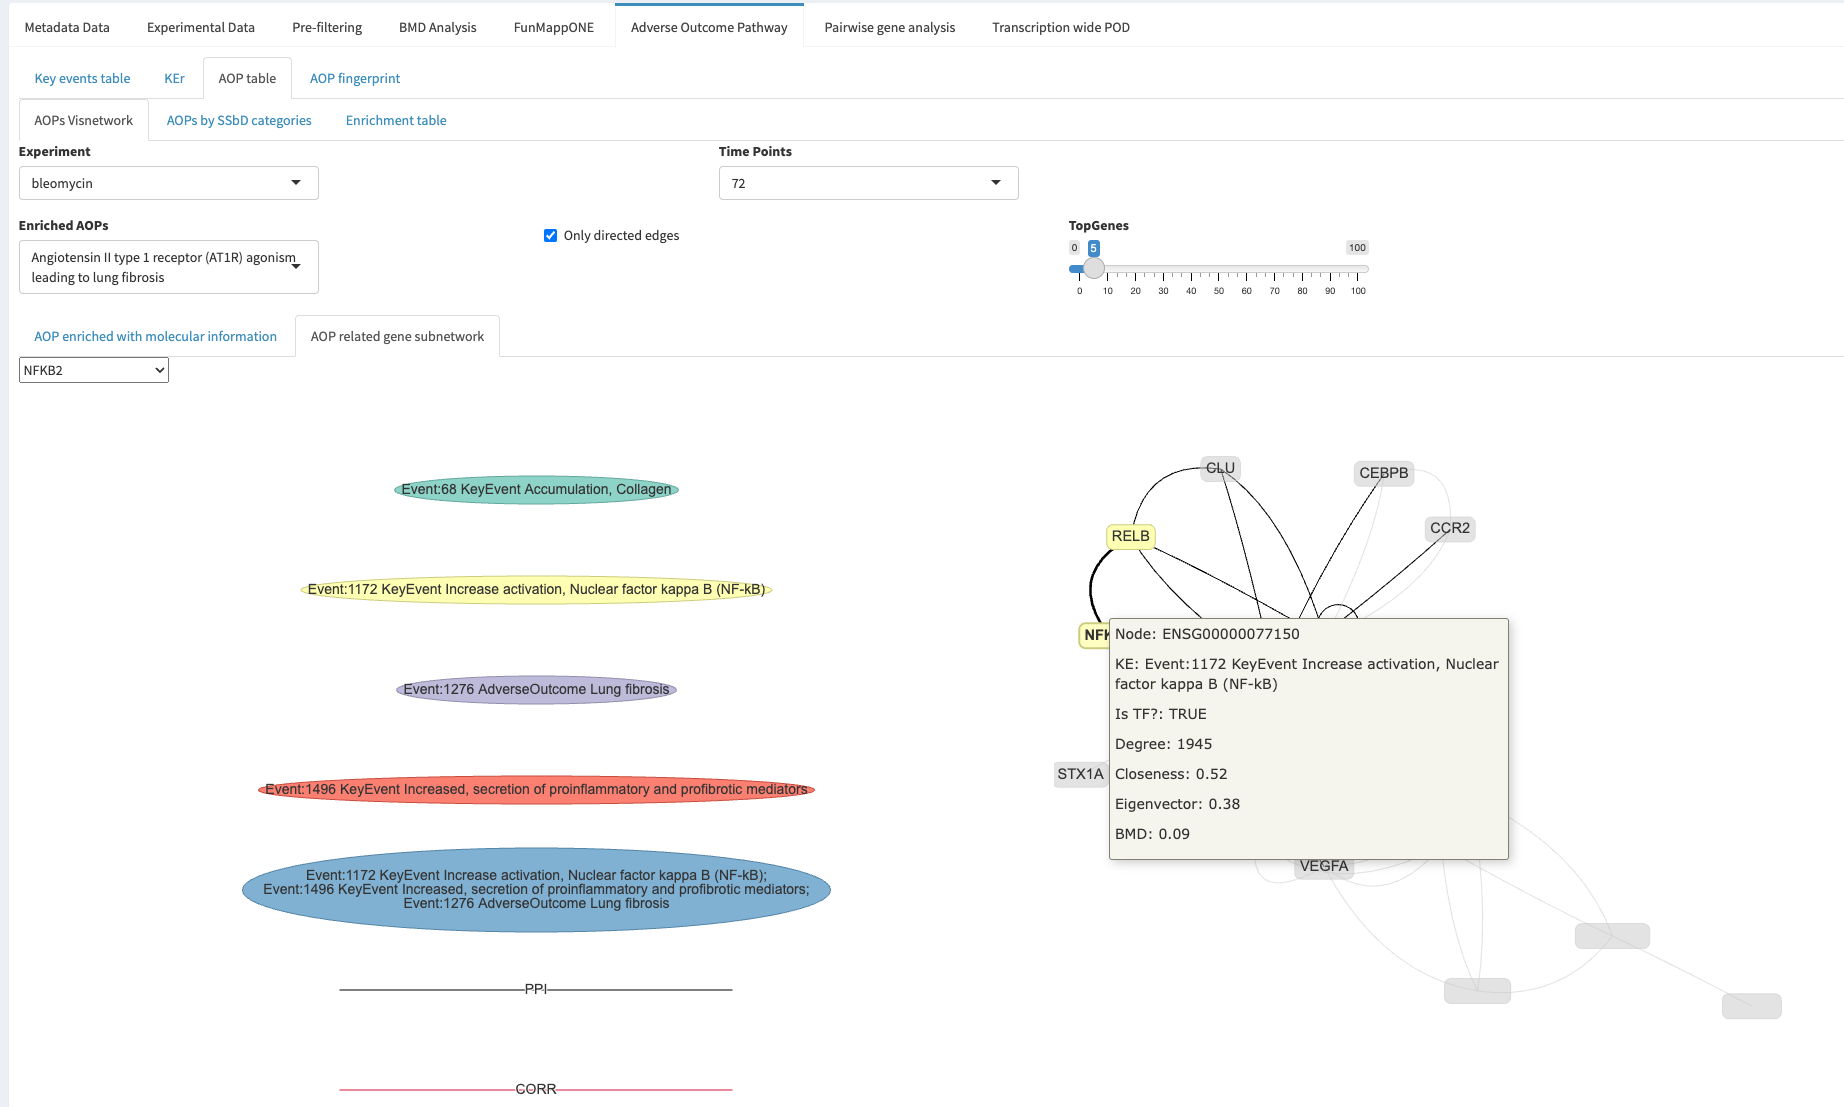 Metadata Data Experimental Data Pre-filtering BMD Analysis FunMappONE Adverse Outcome Pathway Pairwise gene analysis Transcription wide POD
Key events table KEr AOP table AOP fingerprint
AOPs Visnetwork AOPs by SSbD categories Enrichment table
Experiment Time Points
bleomycin 72
Enriched AOPs TopGenes
Only directed edges
0 5 100
Angiotensin II type 1 receptor (AT1R) agonism
leading to lung fibrosis
0 10 20 30 40 50 60 70 80 90 100
AOP enriched with molecular information AOP related gene subnetwork
NFKB2
Event:68 KeyEvent Accumulation, Collagen
Event:1172 KeyEvent Increase activation, Nuclear factor kappa B (NF-kB)
Event:1276 AdverseOutcome Lung fibrosis
Event:1496 KeyEvent Increased, secretion of proinflammatory and profibrotic mediators
Event:1172 KeyEvent Increase activation, Nuclear factor kappa B (NF-kB);
Event:1496 KeyEvent Increased, secretion of proinflammatory and profibrotic mediators;
Event:1276 AdverseOutcome Lung fibrosis
PPI
CORR
CLU
CEBPB
CCR2
RELB
NFK
Node: ENSG00000077150
KE: Event:1172 KeyEvent Increase activation, Nuclear
factor kappa B (NF-kB)
Is TF?: TRUE
Degree: 1945
Closeness: 0.52
Eigenvector: 0.38
BMD: 0.09
STX1A
VEGFA